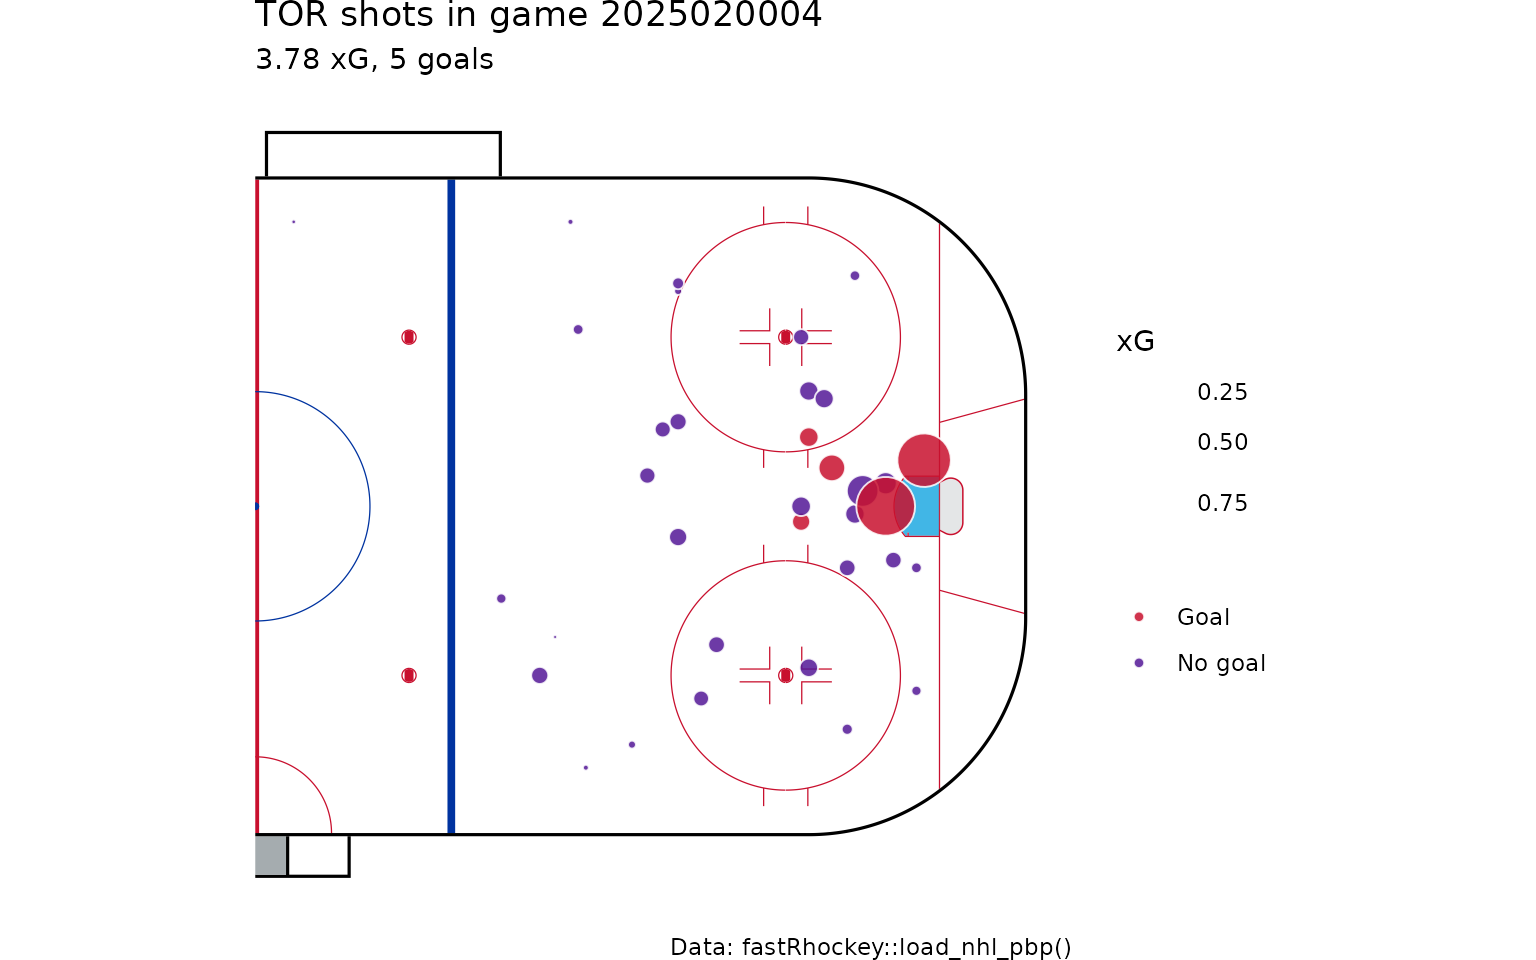 TOR shots in game 2025020004
3.78 xG, 5 goals
xG
0.25
0.50
0.75
Goal
No goal
Data: fastRhockey::load_nhl_pbp()